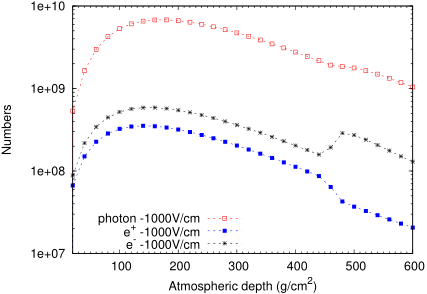 1e+10
1e+09
1e+08
1e+07
Numbers
photon -1000V/cm
e⁺ -1000V/cm
e⁻ -1000V/cm
100 200 300 400 500 600
Atmospheric depth (g/cm²)